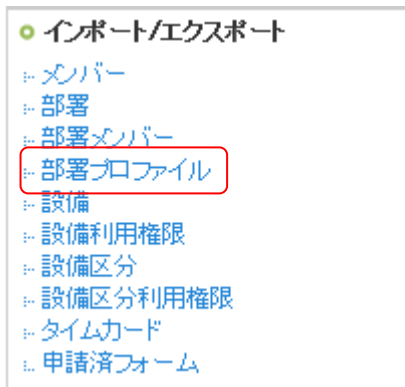 インポート/エクスポート
メンバー
部署
部署メンバー
部署プロファイル
設備
設備利用権限
設備区分
設備区分利用権限
タイムカード
申請済フォーム